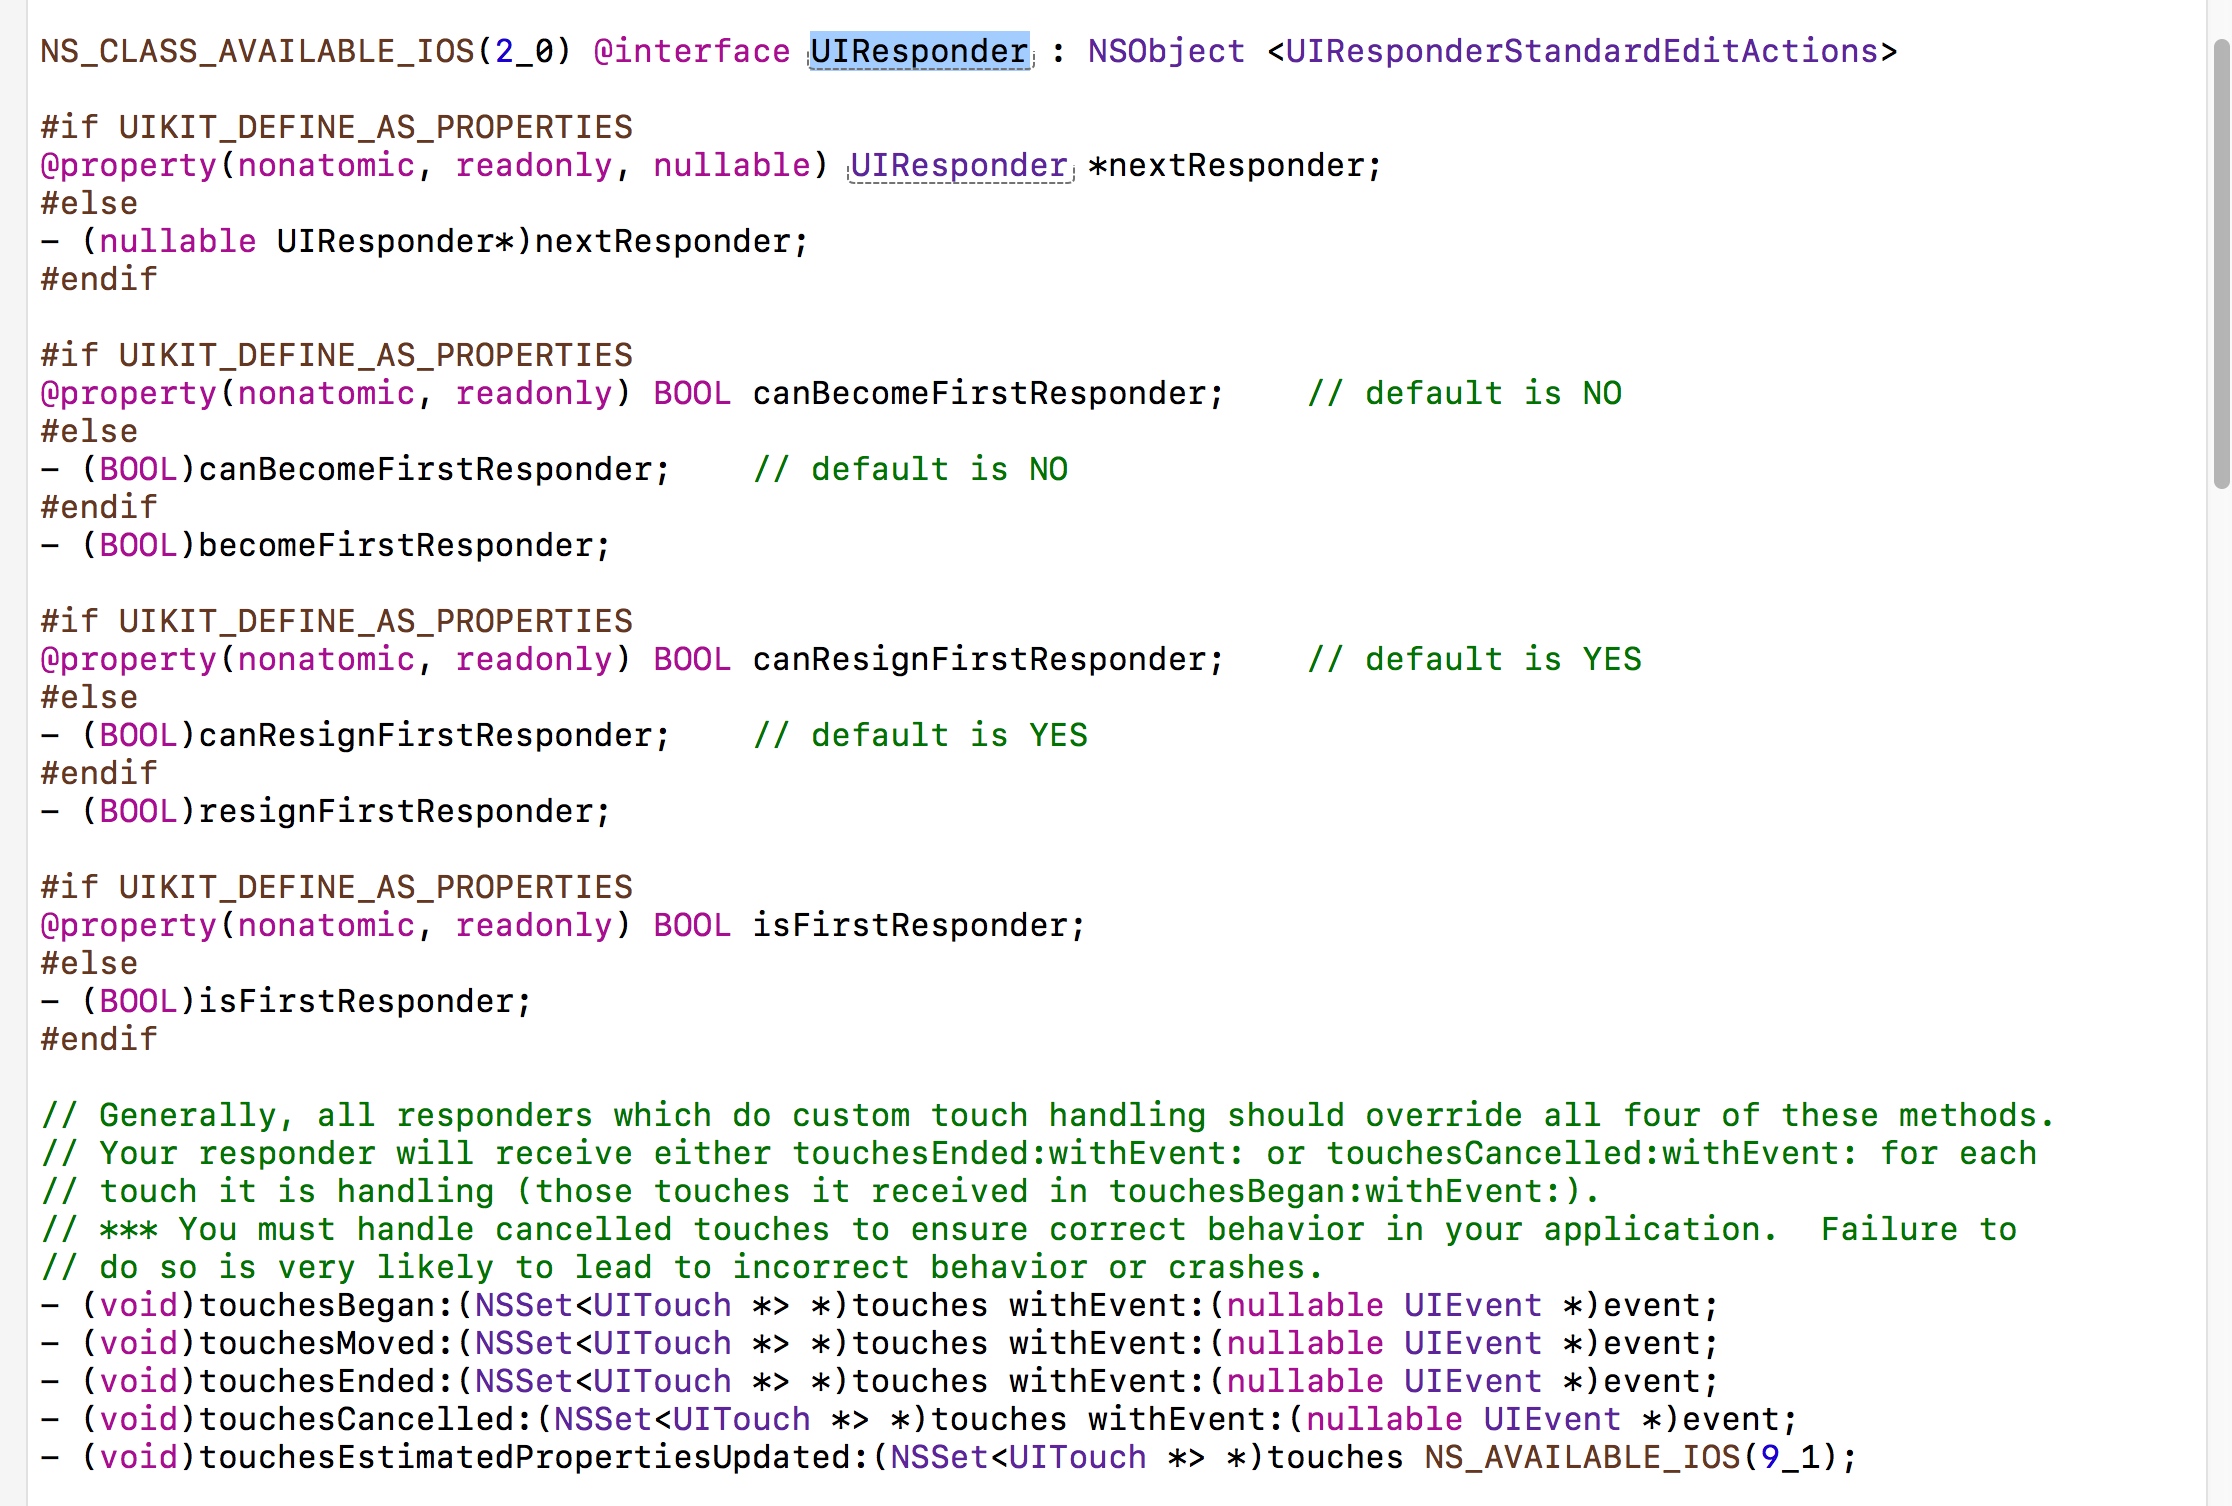 NS_CLASS_AVAILABLE_IOS(2_0) @interface UIResponder : NSObject <UIResponderStandardEditActions>
#if UIKIT_DEFINE_AS_PROPERTIES
@property(nonatomic, readonly, nullable) UIResponder *nextResponder;
#else
- (nullable UIResponder*)nextResponder;
#endif
#if UIKIT_DEFINE_AS_PROPERTIES
@property(nonatomic, readonly) BOOL canBecomeFirstResponder;    // default is NO
#else
- (BOOL)canBecomeFirstResponder;    // default is NO
#endif
- (BOOL)becomeFirstResponder;
#if UIKIT_DEFINE_AS_PROPERTIES
@property(nonatomic, readonly) BOOL canResignFirstResponder;    // default is YES
#else
- (BOOL)canResignFirstResponder;    // default is YES
#endif
- (BOOL)resignFirstResponder;
#if UIKIT_DEFINE_AS_PROPERTIES
@property(nonatomic, readonly) BOOL isFirstResponder;
#else
- (BOOL)isFirstResponder;
#endif
// Generally, all responders which do custom touch handling should override all four of these methods.
// Your responder will receive either touchesEnded:withEvent: or touchesCancelled:withEvent: for each
// touch it is handling (those touches it received in touchesBegan:withEvent:).
// *** You must handle cancelled touches to ensure correct behavior in your application.  Failure to
// do so is very likely to lead to incorrect behavior or crashes.
- (void)touchesBegan:(NSSet<UITouch *> *)touches withEvent:(nullable UIEvent *)event;
- (void)touchesMoved:(NSSet<UITouch *> *)touches withEvent:(nullable UIEvent *)event;
- (void)touchesEnded:(NSSet<UITouch *> *)touches withEvent:(nullable UIEvent *)event;
- (void)touchesCancelled:(NSSet<UITouch *> *)touches withEvent:(nullable UIEvent *)event;
- (void)touchesEstimatedPropertiesUpdated:(NSSet<UITouch *> *)touches NS_AVAILABLE_IOS(9_1);